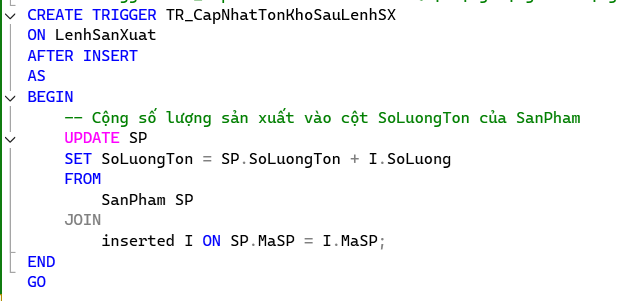 CREATE TRIGGER TR_CapNhatTonKhoSauLenhSX
ON LenhSanXuat
AFTER INSERT
AS
BEGIN
    -- Cộng số lượng sản xuất vào cột SoLuongTon của SanPham
    UPDATE SP
    SET SoLuongTon = SP.SoLuongTon + I.SoLuong
    FROM
        SanPham SP
    JOIN
        inserted I ON SP.MaSP = I.MaSP;
END
GO